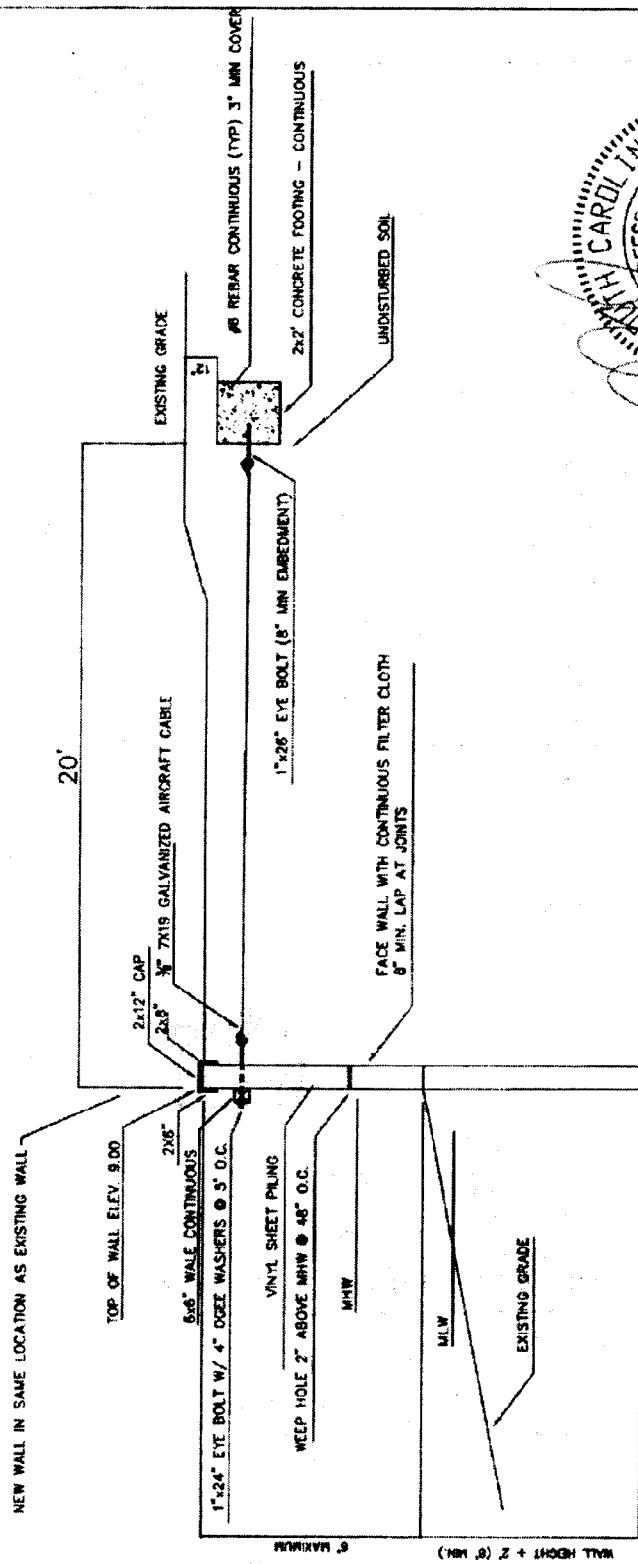 NEW WALL IN SAME LOCATION AS EXISTING WALL
20'
TOP OF WALL ELEV 9.00
2x12" CAP
2x8"
2X6"
7X19 GALVANIZED AIRCRAFT CABLE
6x6" WALE CONTINUOUS
1"x24" EYE BOLT W/ 4" OGEE WASHERS @ 5' O.C.
VINYL SHEET PILING
WEEP HOLE 2" ABOVE MHW @ 48" O.C.
MHW
MLW
EXISTING GRADE
6' MAXIMUM
WALL HEIGHT + 2' (6' MIN.)
FACE WALL WITH CONTINUOUS FILTER CLOTH
8" MIN. LAP AT JOINTS
1"x26" EYE BOLT (8" MIN EMBEDMENT)
EXISTING GRADE
12"
#8 REBAR CONTINUOUS (TYP) 3" MIN COVER
2x2' CONCRETE FOOTING - CONTINUOUS
UNDISTURBED SOIL
CAROLIN